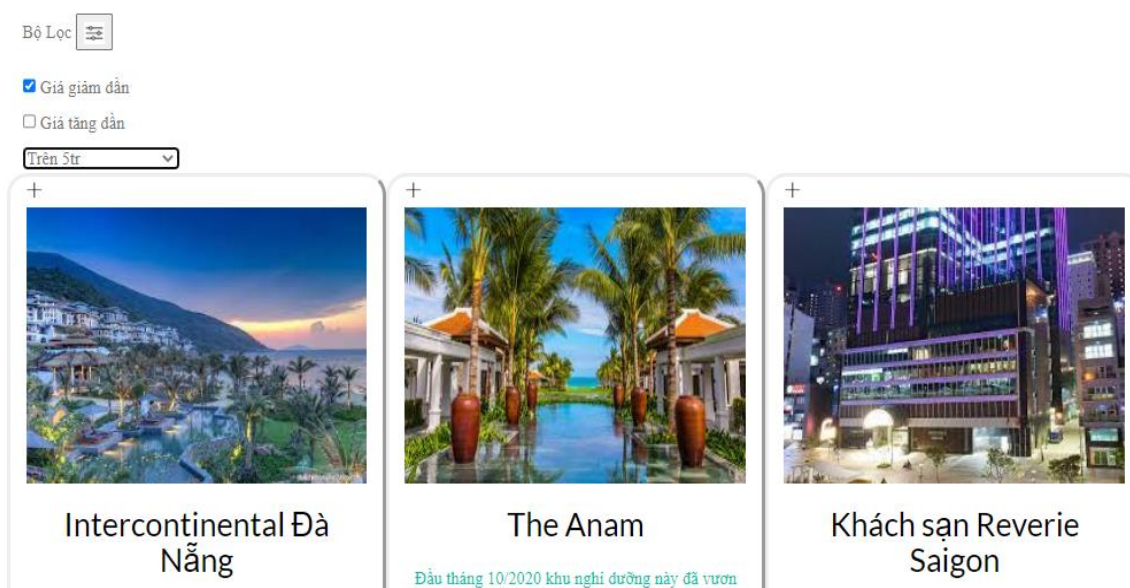 Bộ Lọc
Giá giảm dần
Giá tăng dần
Trên 5tr
Intercontinental Đà
Nẵng
The Anam
Đầu tháng 10/2020 khu nghỉ dưỡng này đã vươn
Khách sạn Reverie
Saigon